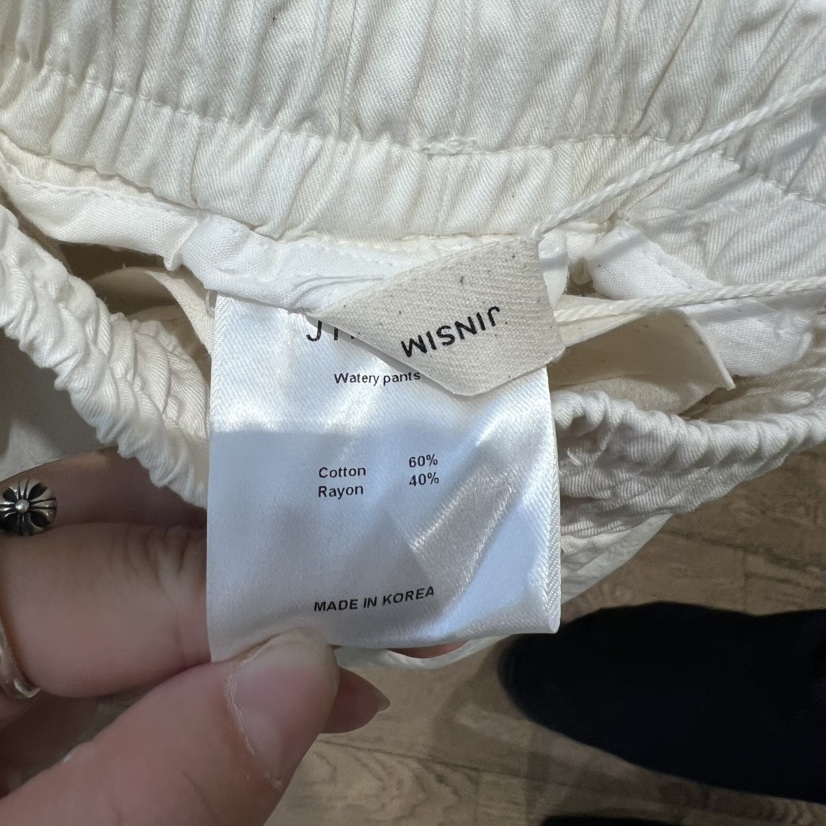 JINSIM
Watery pants
Cotton 60%
Rayon 40%
MADE IN KOREA